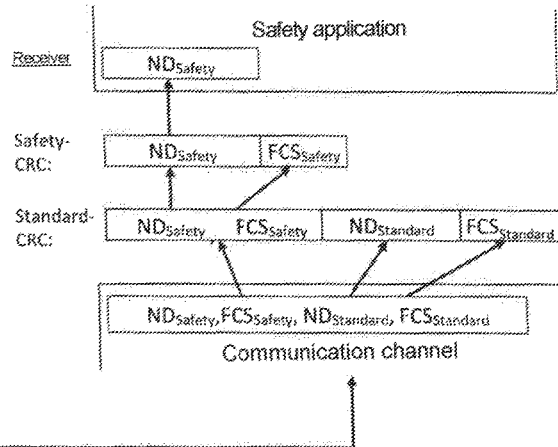 Safety application
Receiver
NDSafety
Safety-
CRC:
NDSafety FCSSafety
Standard-
CRC:
NDSafety FCSSafety NDStandard FCSStandard
NDSafety,FCSSafety, NDStandard, FCSStandard
Communication channel